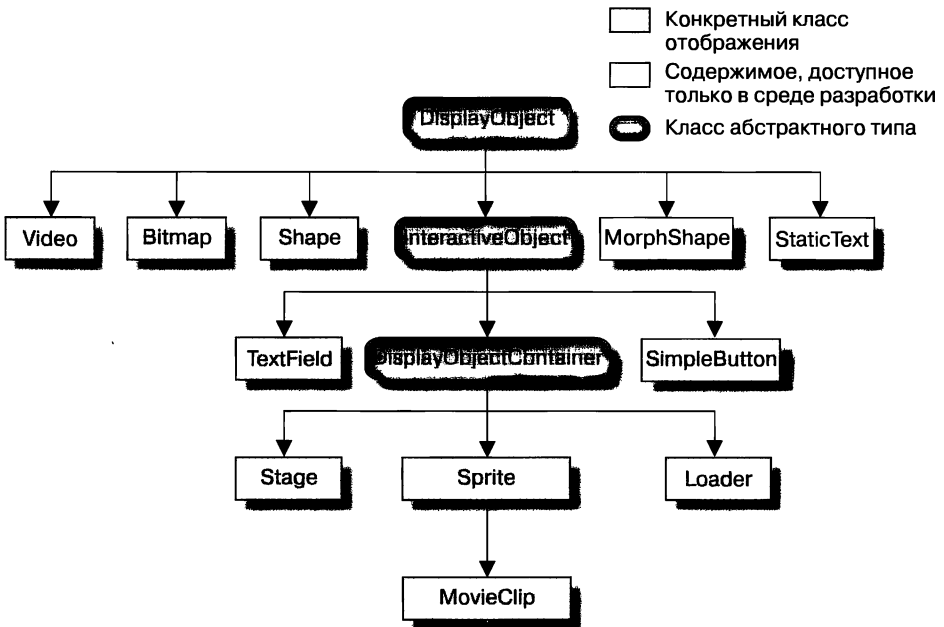 Конкретный класс
отображения
Содержимое, доступное
только в среде разработки
Класс абстрактного типа
DisplayObject
Video
Bitmap
Shape
InteractiveObject
MorphShape
StaticText
TextField
DisplayObjectContainer
SimpleButton
Stage
Sprite
Loader
MovieClip